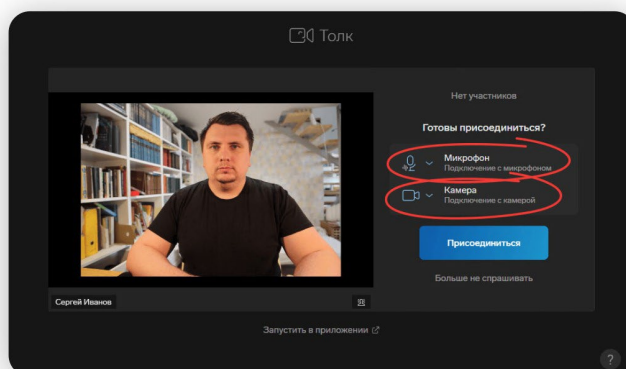 Толк
Нет участников
Готовы присоединиться?
Микрофон
Подключение с микрофоном
Камера
Подключение с камерой
Присоединиться
Больше не спрашивать
Сергей Иванов
Запустить в приложении
?